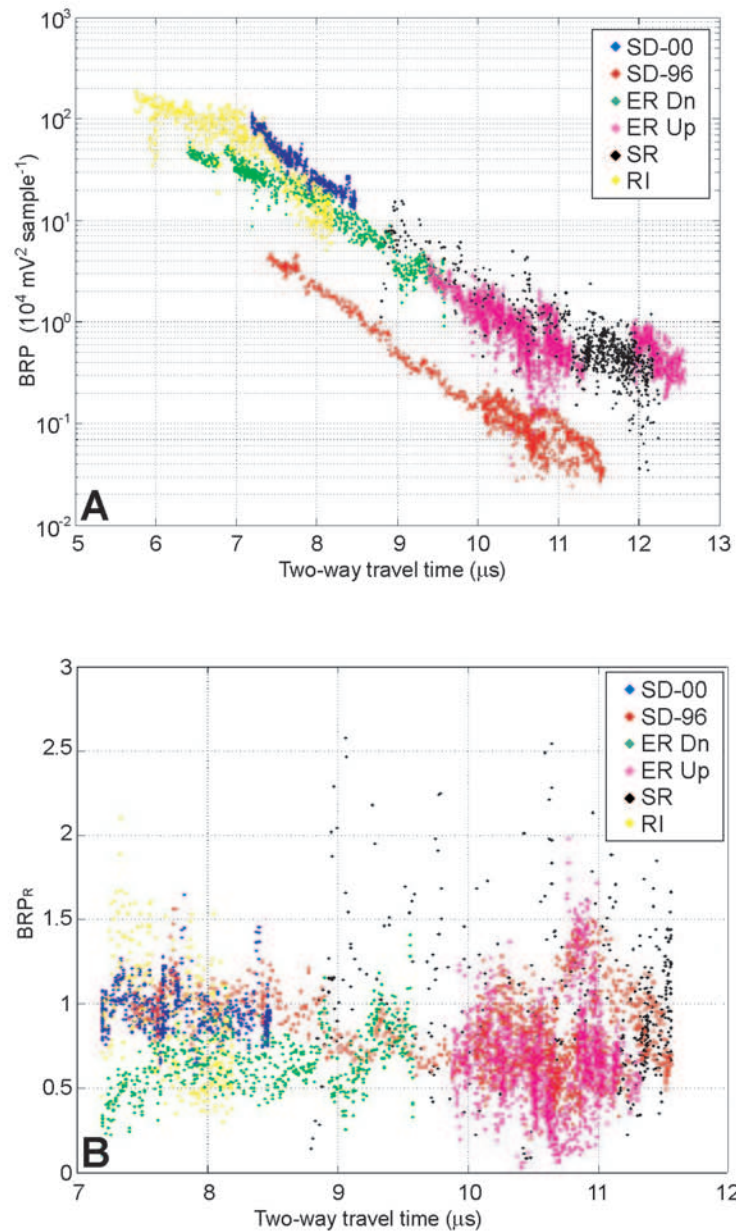 SD-00
SD-96
ER Dn
ER Up
SR
RI
BRP (10⁴ mV² sample⁻¹)
10²
10¹
10⁰
10⁻¹
10⁻²
A
5 6 7 8 9 10 11 12 13
Two-way travel time (μs)
3
2.5
2
1.5
1
0.5
0
SD-00
SD-96
ER Dn
ER Up
SR
RI
BRP_R
B
7 8 9 10 11 12
Two-way travel time (μs)